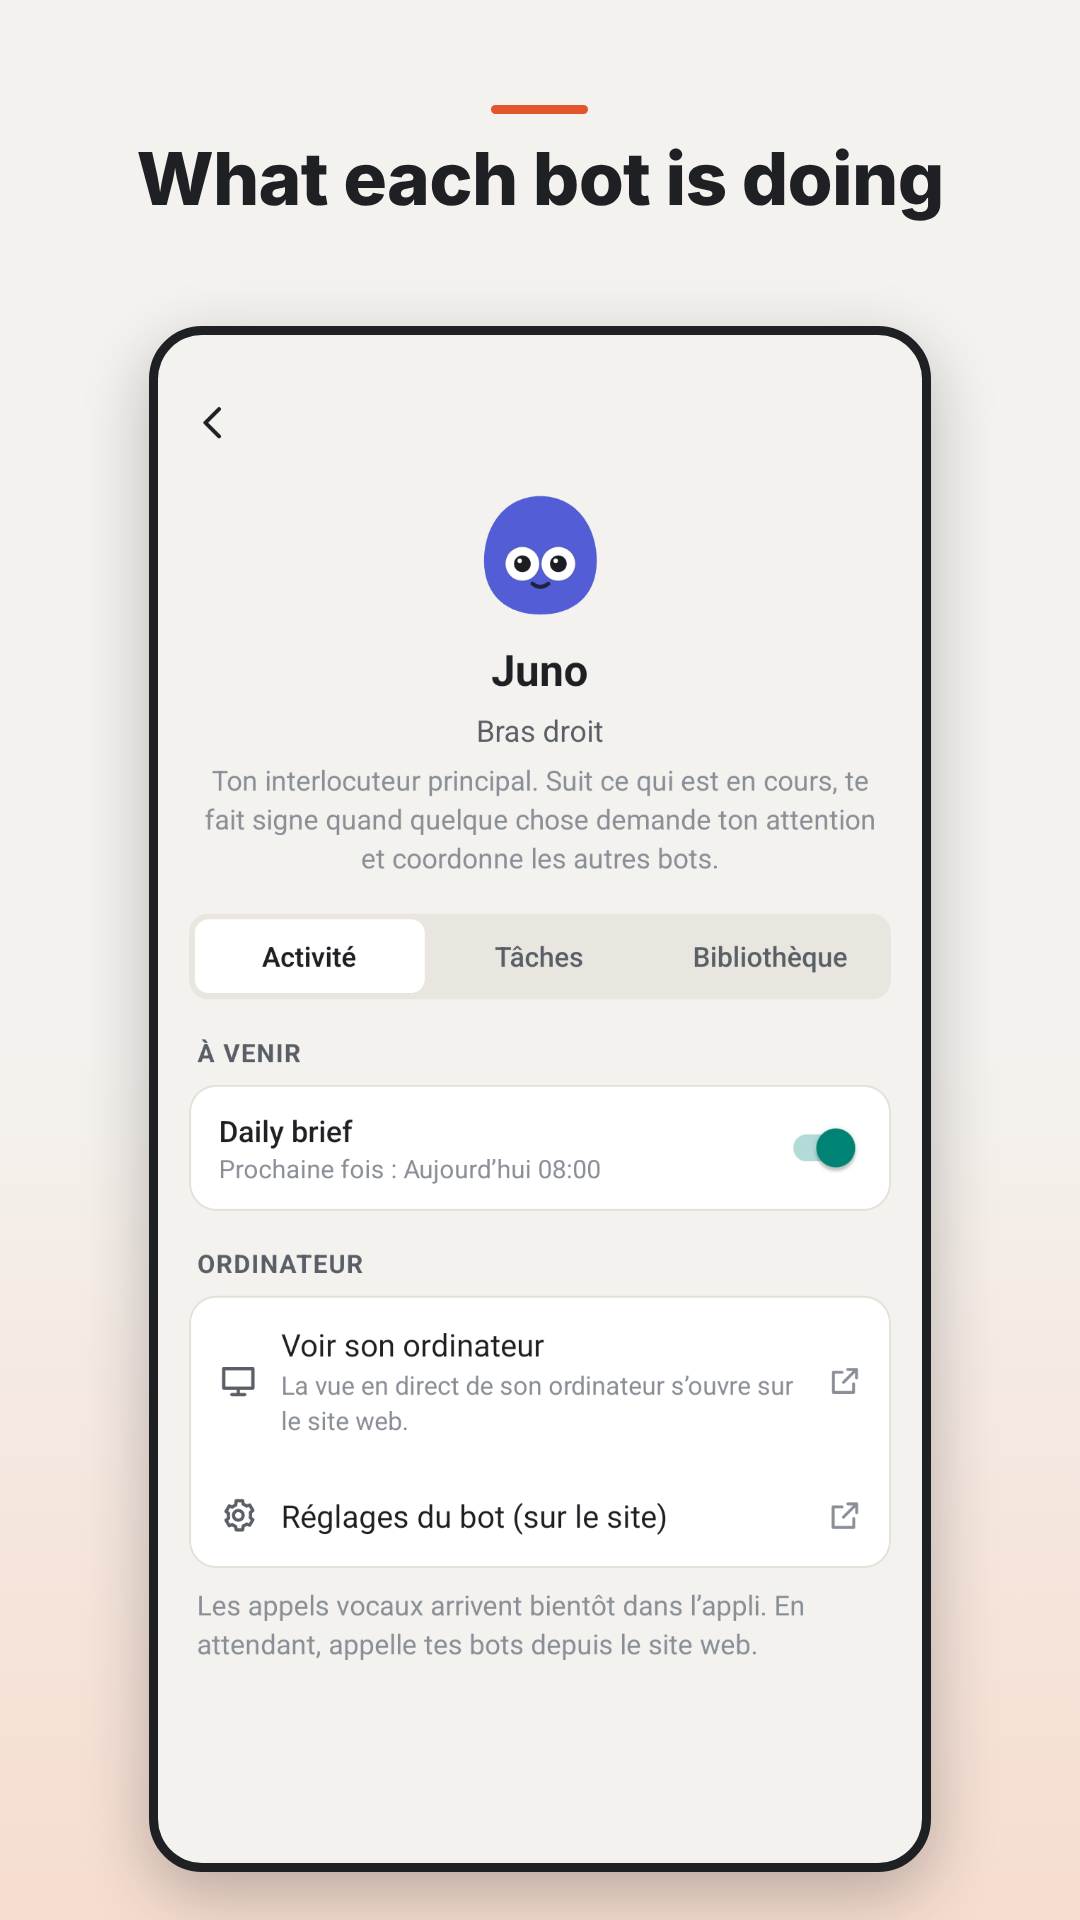 What each bot is doing
Juno
Bras droit
Ton interlocuteur principal. Suit ce qui est en cours, te
fait signe quand quelque chose demande ton attention
et coordonne les autres bots.
Activité
Tâches
Bibliothèque
À VENIR
Daily brief
Prochaine fois : Aujourd’hui 08:00
ORDINATEUR
Voir son ordinateur
La vue en direct de son ordinateur s’ouvre sur
le site web.
Réglages du bot (sur le site)
Les appels vocaux arrivent bientôt dans l’appli. En
attendant, appelle tes bots depuis le site web.